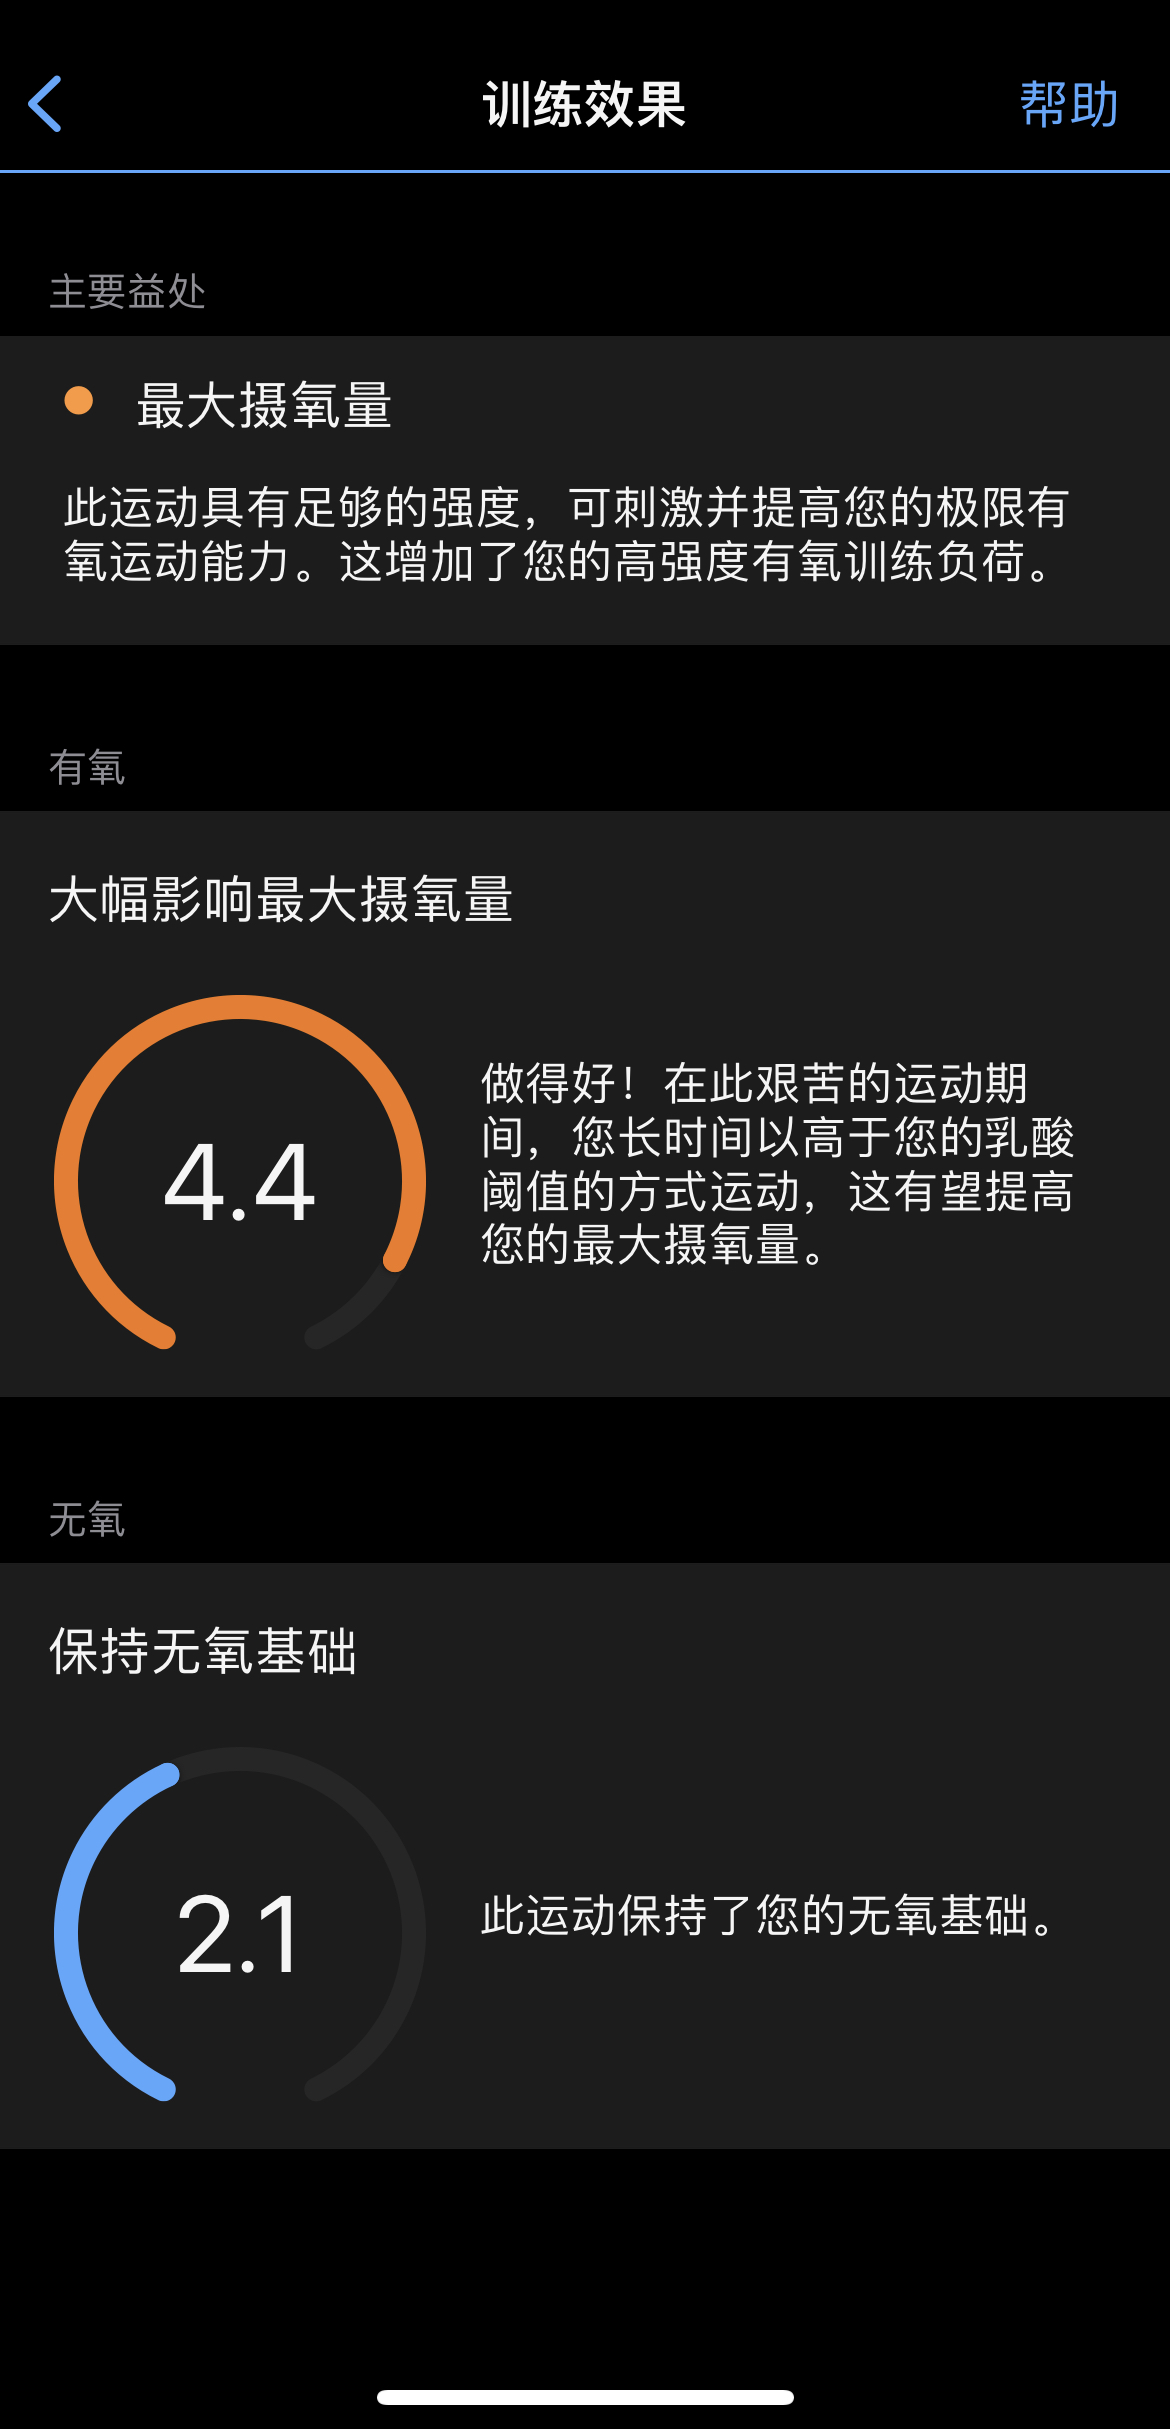 训练效果
帮助
主要益处
最大摄氧量
此运动具有足够的强度，可刺激并提高您的极限有
氧运动能力。这增加了您的高强度有氧训练负荷。
有氧
大幅影响最大摄氧量
4.4
做得好！在此艰苦的运动期
间，您长时间以高于您的乳酸
阈值的方式运动，这有望提高
您的最大摄氧量。
无氧
保持无氧基础
2.1
此运动保持了您的无氧基础。